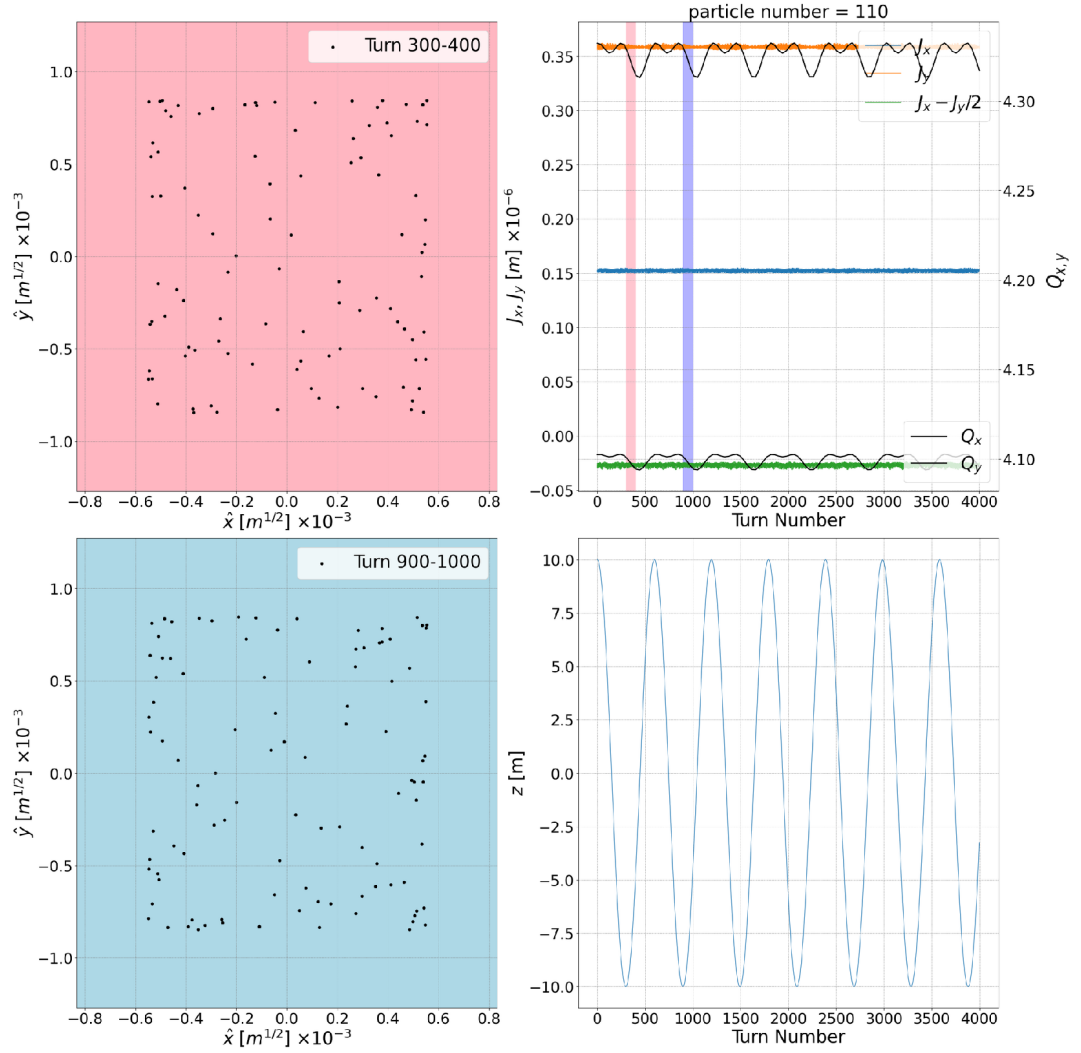 particle number = 110
Turn 300-400
1.0
0.5
0.0
−0.5
−1.0
ŷ [m^{1/2}] ×10^{−3}
−0.8 −0.6 −0.4 −0.2 0.0 0.2 0.4 0.6 0.8
x̂ [m^{1/2}] ×10^{−3}
J_x
J_y
J_x − J_y/2
0.35
0.30
0.25
0.20
0.15
0.10
0.05
0.00
−0.05
J_x, J_y [m] ×10^{−6}
4.30
4.25
4.20
4.15
4.10
Q_{x,y}
Q_x
Q_y
0 500 1000 1500 2000 2500 3000 3500 4000
Turn Number
Turn 900-1000
1.0
0.5
0.0
−0.5
−1.0
ŷ [m^{1/2}] ×10^{−3}
−0.8 −0.6 −0.4 −0.2 0.0 0.2 0.4 0.6 0.8
x̂ [m^{1/2}] ×10^{−3}
10.0
7.5
5.0
2.5
0.0
−2.5
−5.0
−7.5
−10.0
z [m]
0 500 1000 1500 2000 2500 3000 3500 4000
Turn Number